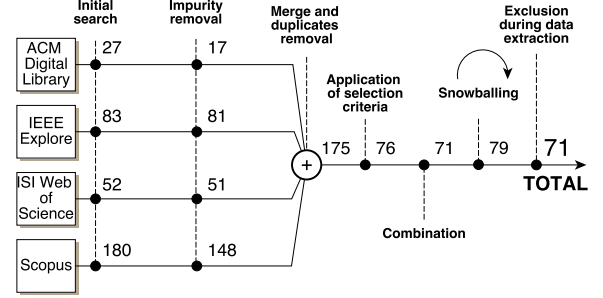 Initial
search
Impurity
removal
Merge and
duplicates
removal
Exclusion
during data
extraction
ACM
Digital
Library
27
17
Application
of selection
criteria
Snowballing
IEEE
Explore
83
81
175
76
71
79
71
TOTAL
ISI Web
of
Science
52
51
Combination
Scopus
180
148
+